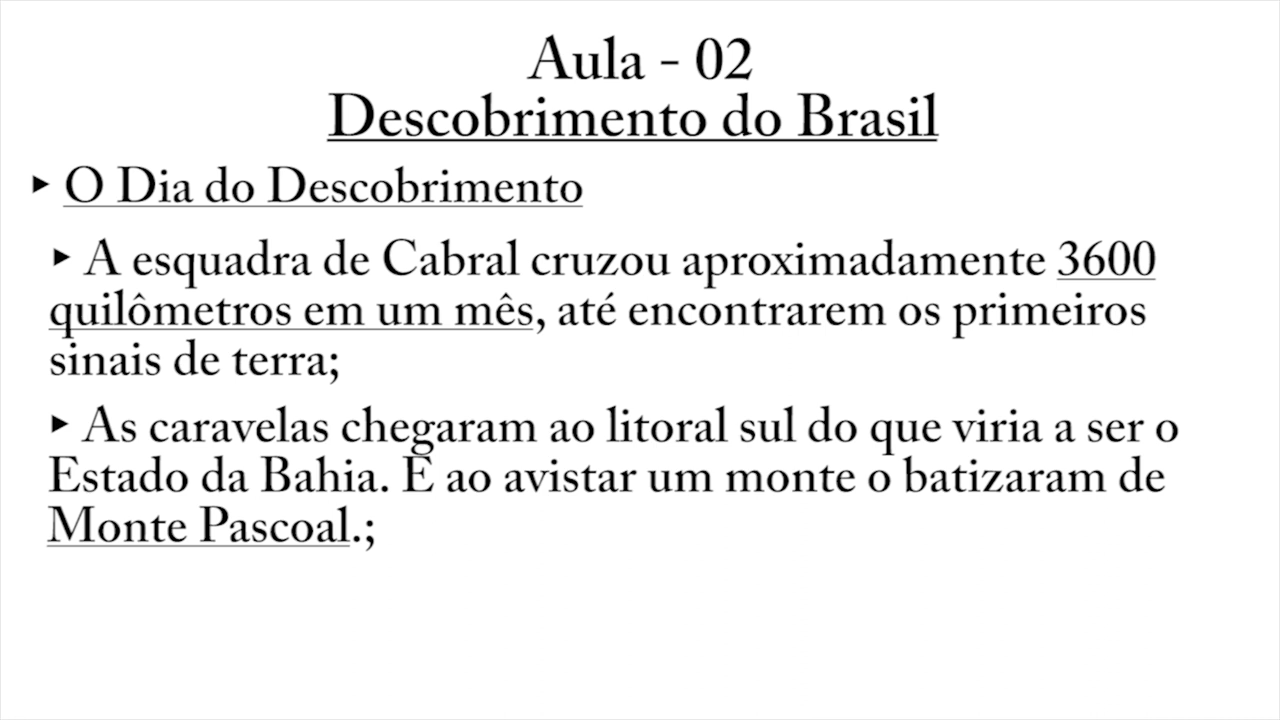 Aula - 02
Descobrimento do Brasil
‣ O Dia do Descobrimento
‣ A esquadra de Cabral cruzou aproximadamente 3600
quilômetros em um mês, até encontrarem os primeiros
sinais de terra;
‣ As caravelas chegaram ao litoral sul do que viria a ser o
Estado da Bahia. E ao avistar um monte o batizaram de
Monte Pascoal.;